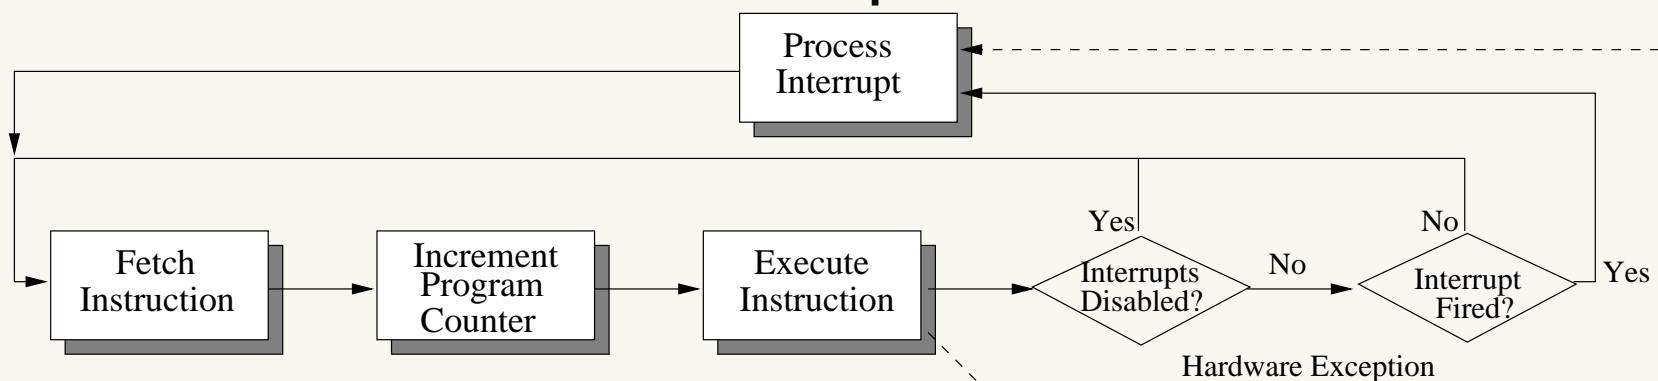 Process
Interrupt
Yes
No
Fetch
Instruction
Increment
Program
Counter
Execute
Instruction
Interrupts
Disabled?
No
Interrupt
Fired?
Yes
Hardware Exception